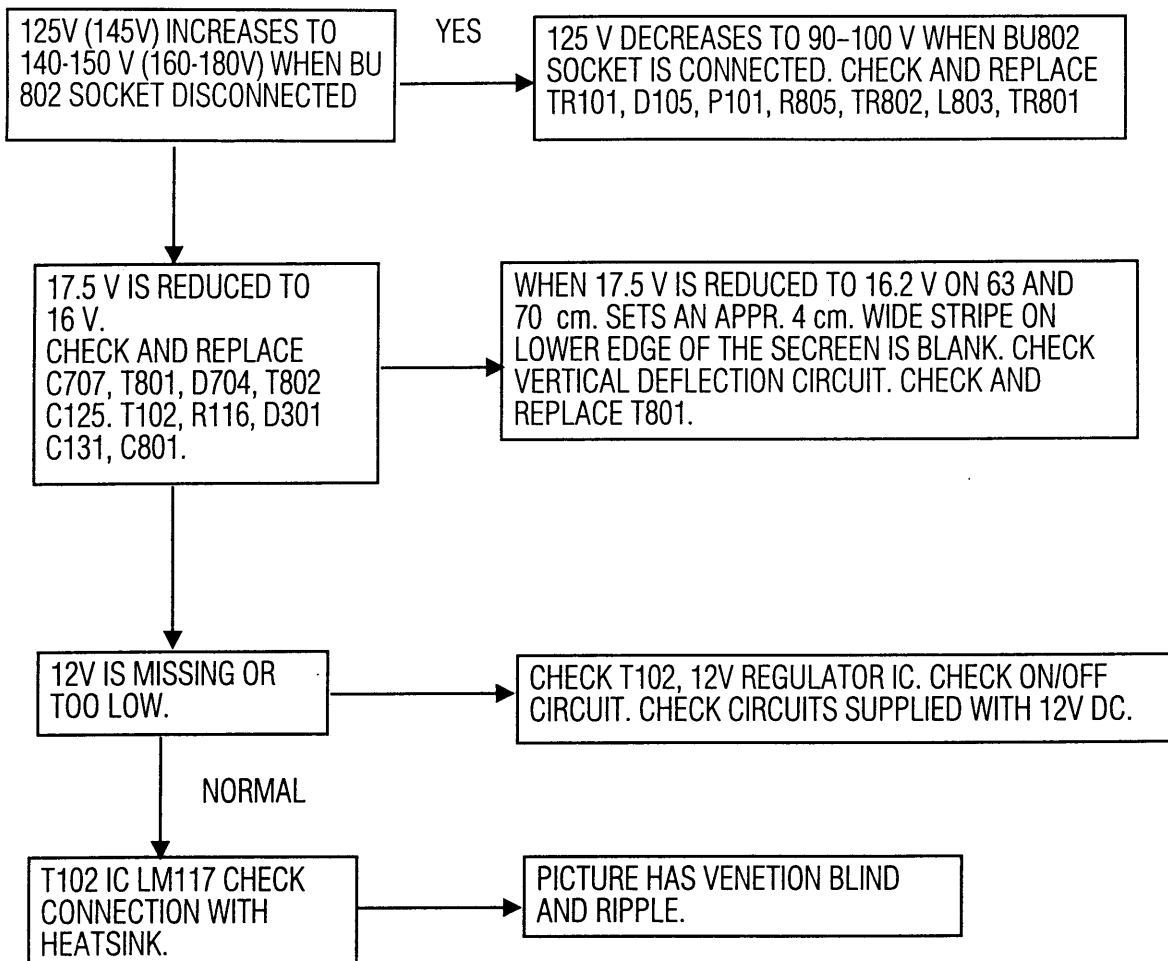 125V (145V) INCREASES TO
140-150 V (160-180V) WHEN BU
802 SOCKET DISCONNECTED
YES
125 V DECREASES TO 90–100 V WHEN BU802
SOCKET IS CONNECTED. CHECK AND REPLACE
TR101, D105, P101, R805, TR802, L803, TR801
17.5 V IS REDUCED TO
16 V.
CHECK AND REPLACE
C707, T801, D704, T802
C125. T102, R116, D301
C131, C801.
WHEN 17.5 V IS REDUCED TO 16.2 V ON 63 AND
70 cm. SETS AN APPR. 4 cm. WIDE STRIPE ON
LOWER EDGE OF THE SECREEN IS BLANK. CHECK
VERTICAL DEFLECTION CIRCUIT. CHECK AND
REPLACE T801.
12V IS MISSING OR
TOO LOW.
CHECK T102, 12V REGULATOR IC. CHECK ON/OFF
CIRCUIT. CHECK CIRCUITS SUPPLIED WITH 12V DC.
NORMAL
T102 IC LM117 CHECK
CONNECTION WITH
HEATSINK.
PICTURE HAS VENETION BLIND
AND RIPPLE.